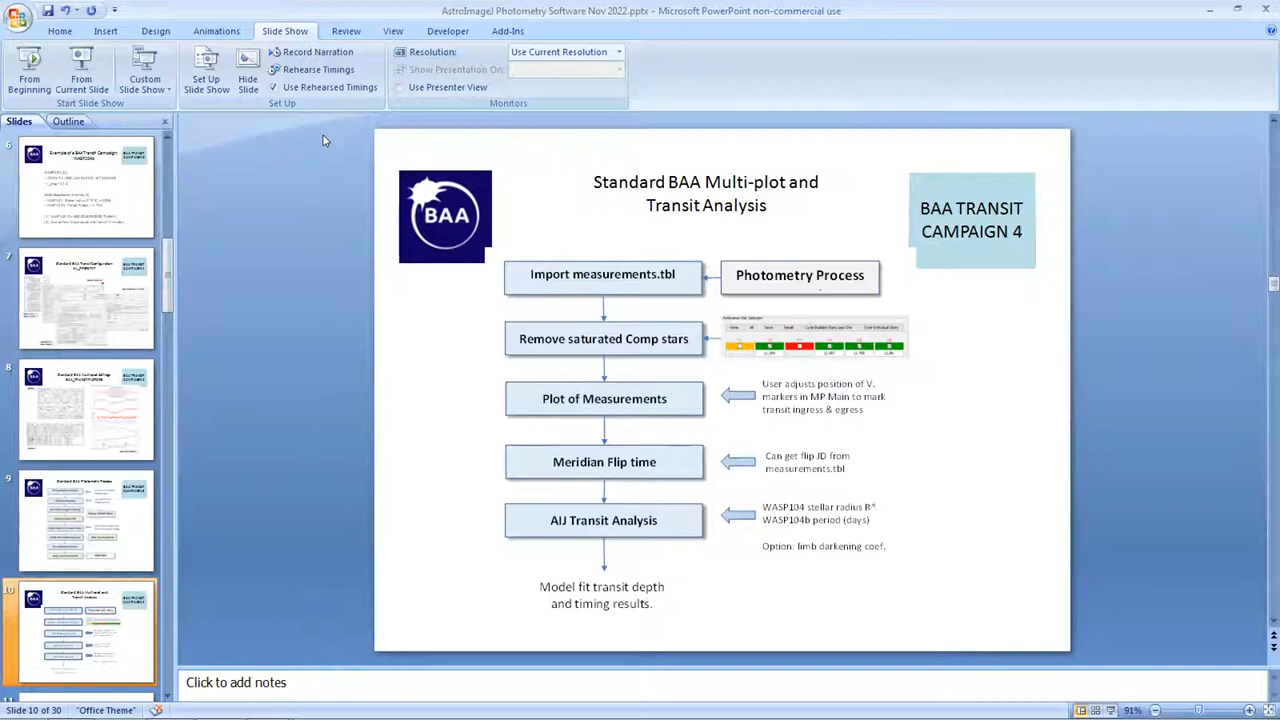 AstroImageJ Photometry Software Nov 2022.pptx - Microsoft PowerPoint non-commercial use
Home Insert Design Animations Slide Show Review View Developer Add-Ins
From Beginning
From Current Slide
Custom Slide Show
Start Slide Show
Set Up Slide Show
Hide Slide
Record Narration
Rehearse Timings
Use Rehearsed Timings
Set Up
Resolution: Use Current Resolution
Show Presentation On:
Use Presenter View
Monitors
Slides Outline
6
7
8
9
10
Standard BAA Multiplot and
Transit Analysis
BAA
BAA TRANSIT
CAMPAIGN 4
Import measurements.tbl
Photometry Process
Remove saturated Comp stars
Plot of Measurements
User adjusts position of V.
markers in MP Main to mark
transit ingress & egress
Meridian Flip time
Can get flip JD from
measurements.tbl
AIJ Transit Analysis
WASP104 stellar radius R*
WASP104b period (days)
Option limb darkening coef.
Model fit transit depth
and timing results.
Click to add notes
Slide 10 of 30 "Office Theme" 91%